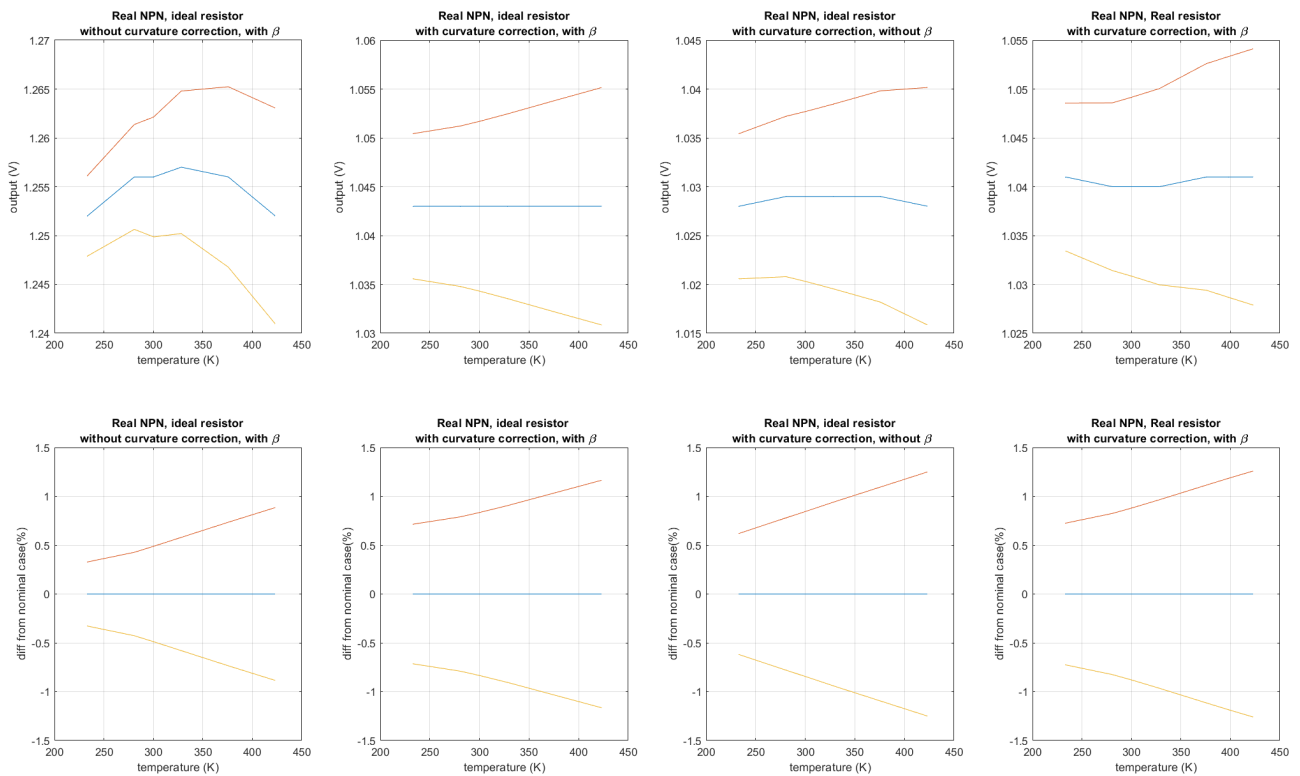 Real NPN, ideal resistor
without curvature correction, with β
1.27
1.265
1.26
1.255
1.25
1.245
1.24
output (V)
200 250 300 350 400 450
temperature (K)
Real NPN, ideal resistor
with curvature correction, with β
1.06
1.055
1.05
1.045
1.04
1.035
1.03
output (V)
200 250 300 350 400 450
temperature (K)
Real NPN, ideal resistor
with curvature correction, without β
1.045
1.04
1.035
1.03
1.025
1.02
1.015
output (V)
200 250 300 350 400 450
temperature (K)
Real NPN, Real resistor
with curvature correction, with β
1.055
1.05
1.045
1.04
1.035
1.03
1.025
output (V)
200 250 300 350 400 450
temperature (K)
Real NPN, ideal resistor
without curvature correction, with β
1.5
1
0.5
0
-0.5
-1
-1.5
diff from nominal case(%)
200 250 300 350 400 450
temperature (K)
Real NPN, ideal resistor
with curvature correction, with β
1.5
1
0.5
0
-0.5
-1
-1.5
diff from nominal case(%)
200 250 300 350 400 450
temperature (K)
Real NPN, ideal resistor
with curvature correction, without β
1.5
1
0.5
0
-0.5
-1
-1.5
diff from nominal case(%)
200 250 300 350 400 450
temperature (K)
Real NPN, Real resistor
with curvature correction, with β
1.5
1
0.5
0
-0.5
-1
-1.5
diff from nominal case(%)
200 250 300 350 400 450
temperature (K)